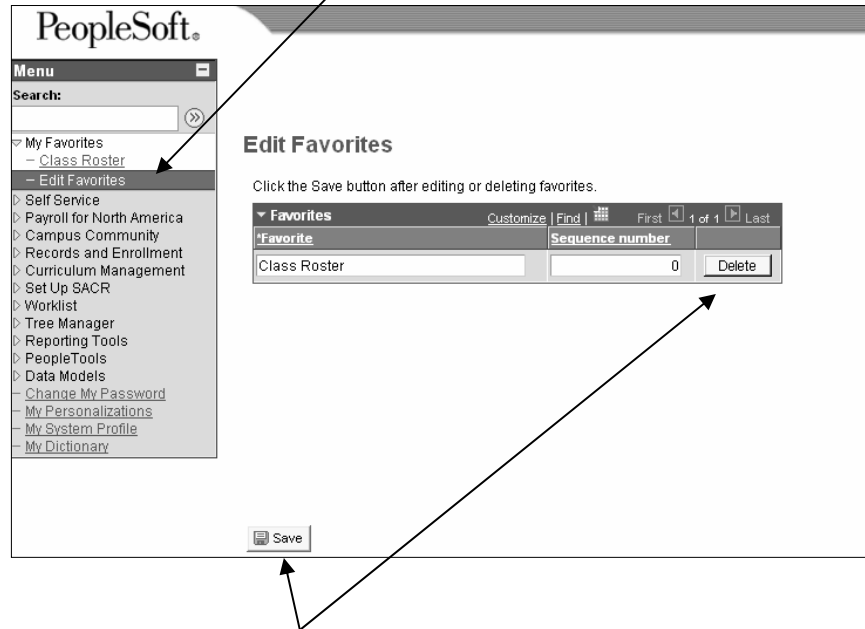 PeopleSoft®
Menu
Search:
My Favorites
– Class Roster
– Edit Favorites
Self Service
Payroll for North America
Campus Community
Records and Enrollment
Curriculum Management
Set Up SACR
Worklist
Tree Manager
Reporting Tools
PeopleTools
Data Models
– Change My Password
– My Personalizations
– My System Profile
– My Dictionary
Edit Favorites
Click the Save button after editing or deleting favorites.
Favorites Customize | Find | First 1 of 1 Last
*Favorite Sequence number
Class Roster 0 Delete
Save